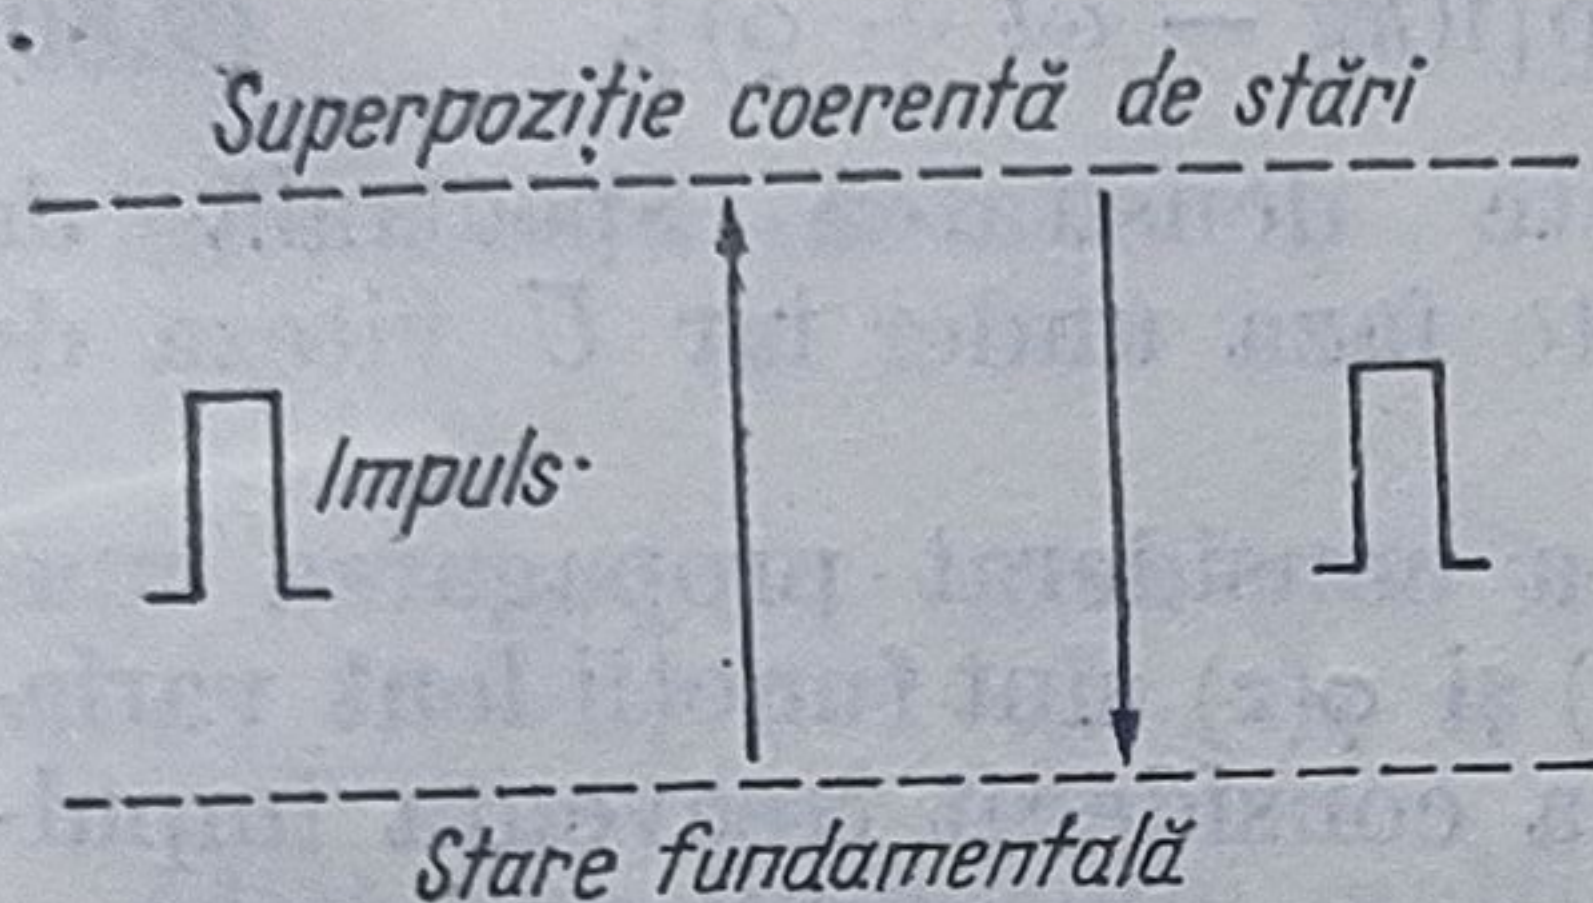 Superpoziție coerentă de stări
Impuls
Stare fundamentală